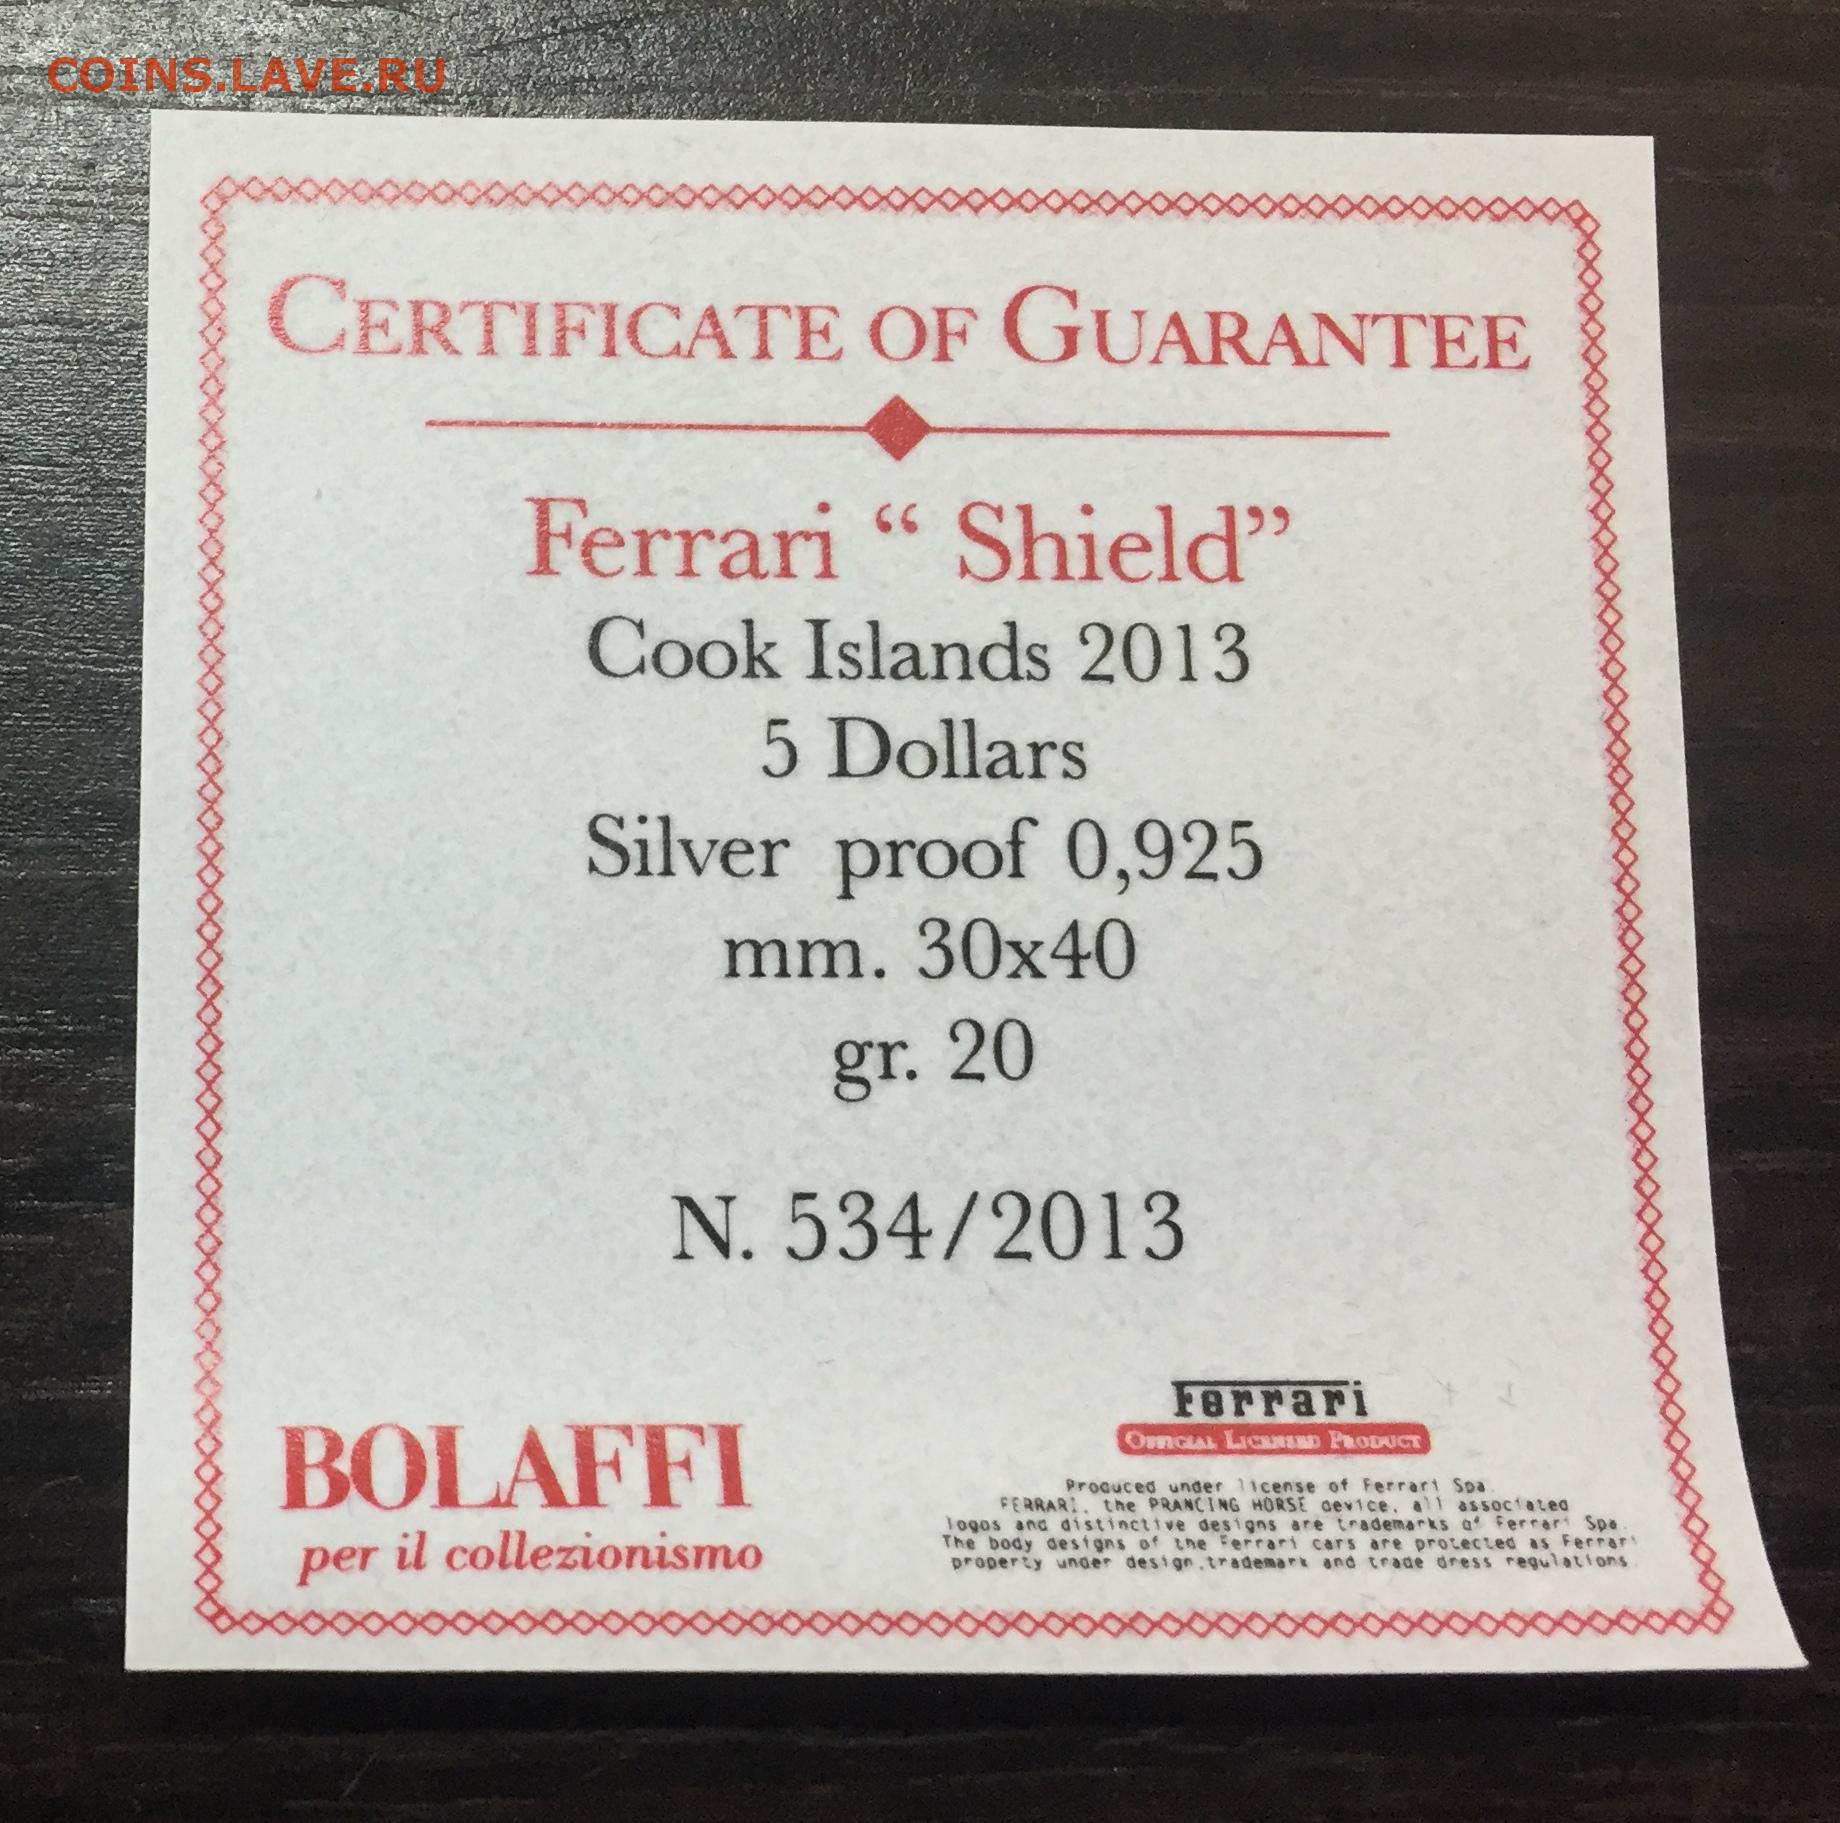 COINS.LAVE.RU
CERTIFICATE OF GUARANTEE
Ferrari “ Shield”
Cook Islands 2013
5 Dollars
Silver proof 0,925
mm. 30x40
gr. 20
N. 534/2013
BOLAFFI
per il collezionismo
Ferrari
OFFICIAL LICENSED PRODUCT
Produced under license of Ferrari Spa.
FERRARI, the PRANCING HORSE device, all associated
logos and distinctive designs are trademarks of Ferrari Spa.
The body designs of the Ferrari cars are protected as Ferrari
property under design, trademark and trade dress regulations.